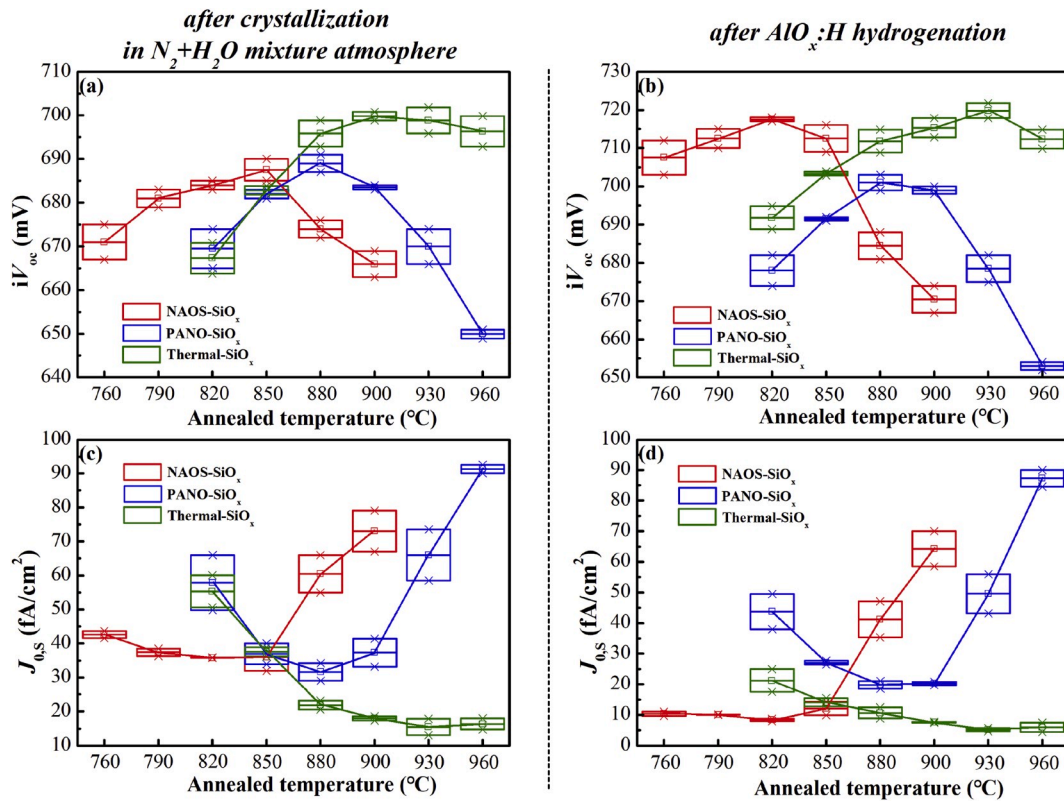 after crystallization
in N₂+H₂O mixture atmosphere
after AlOₓ:H hydrogenation
(a)
710
700
690
680
670
660
650
640
iVoc (mV)
NAOS-SiOₓ
PANO-SiOₓ
Thermal-SiOₓ
760 790 820 850 880 900 930 960
Annealed temperature (°C)
(b)
730
720
710
700
690
680
670
660
650
iVoc (mV)
NAOS-SiOₓ
PANO-SiOₓ
Thermal-SiOₓ
760 790 820 850 880 900 930 960
Annealed temperature (°C)
(c)
100
90
80
70
60
50
40
30
20
10
J0,S (fA/cm²)
NAOS-SiOₓ
PANO-SiOₓ
Thermal-SiOₓ
760 790 820 850 880 900 930 960
Annealed temperature (°C)
(d)
100
90
80
70
60
50
40
30
20
10
0
J0,S (fA/cm²)
NAOS-SiOₓ
PANO-SiOₓ
Thermal-SiOₓ
760 790 820 850 880 900 930 960
Annealed temperature (°C)